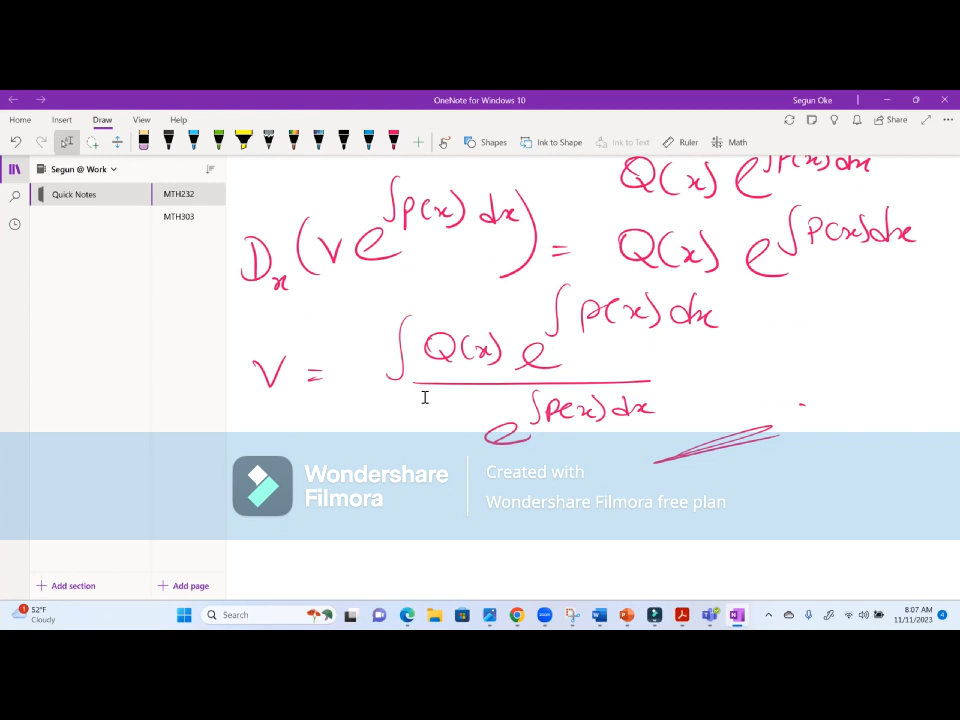 OneNote for Windows 10
Segun Oke
Home Insert Draw View Help
Share
Shapes Ink to Shape Ink to Text Ruler Math
Segun @ Work
Quick Notes
MTH232
MTH303
Q(x) e^{∫P(x)dx}
D_x (V e^{∫P(x) dx}) = Q(x) e^{∫P(x)dx}
V = ∫ Q(x) e^{∫P(x) dx}
e^{∫P(x) dx}
Wondershare
Filmora
Created with
Wondershare Filmora free plan
Add section
Add page
1
52°F
Cloudy
Search
8:07 AM
11/11/2023
4